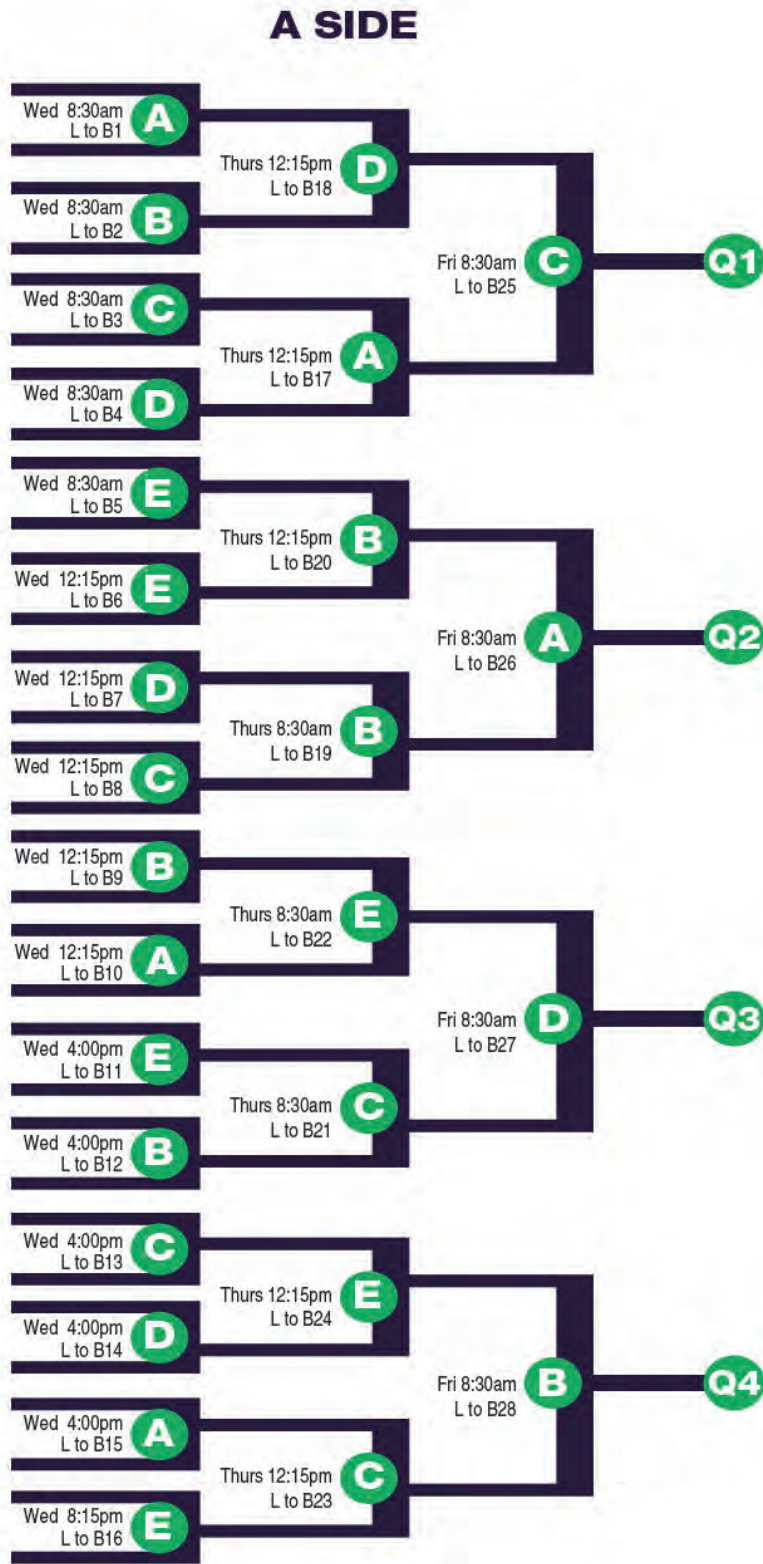 A SIDE
Wed 8:30am
L to B1
A
Wed 8:30am
L to B2
B
Wed 8:30am
L to B3
C
Wed 8:30am
L to B4
D
Wed 8:30am
L to B5
E
Wed 12:15pm
L to B6
E
Wed 12:15pm
L to B7
D
Wed 12:15pm
L to B8
C
Wed 12:15pm
L to B9
B
Wed 12:15pm
L to B10
A
Wed 4:00pm
L to B11
E
Wed 4:00pm
L to B12
B
Wed 4:00pm
L to B13
C
Wed 4:00pm
L to B14
D
Wed 4:00pm
L to B15
A
Wed 8:15pm
L to B16
E
Thurs 12:15pm
L to B18
D
Thurs 12:15pm
L to B17
A
Thurs 12:15pm
L to B20
B
Thurs 8:30am
L to B19
B
Thurs 8:30am
L to B22
E
Thurs 8:30am
L to B21
C
Thurs 12:15pm
L to B24
E
Thurs 12:15pm
L to B23
C
Fri 8:30am
L to B25
C
Fri 8:30am
L to B26
A
Fri 8:30am
L to B27
D
Fri 8:30am
L to B28
B
Q1
Q2
Q3
Q4